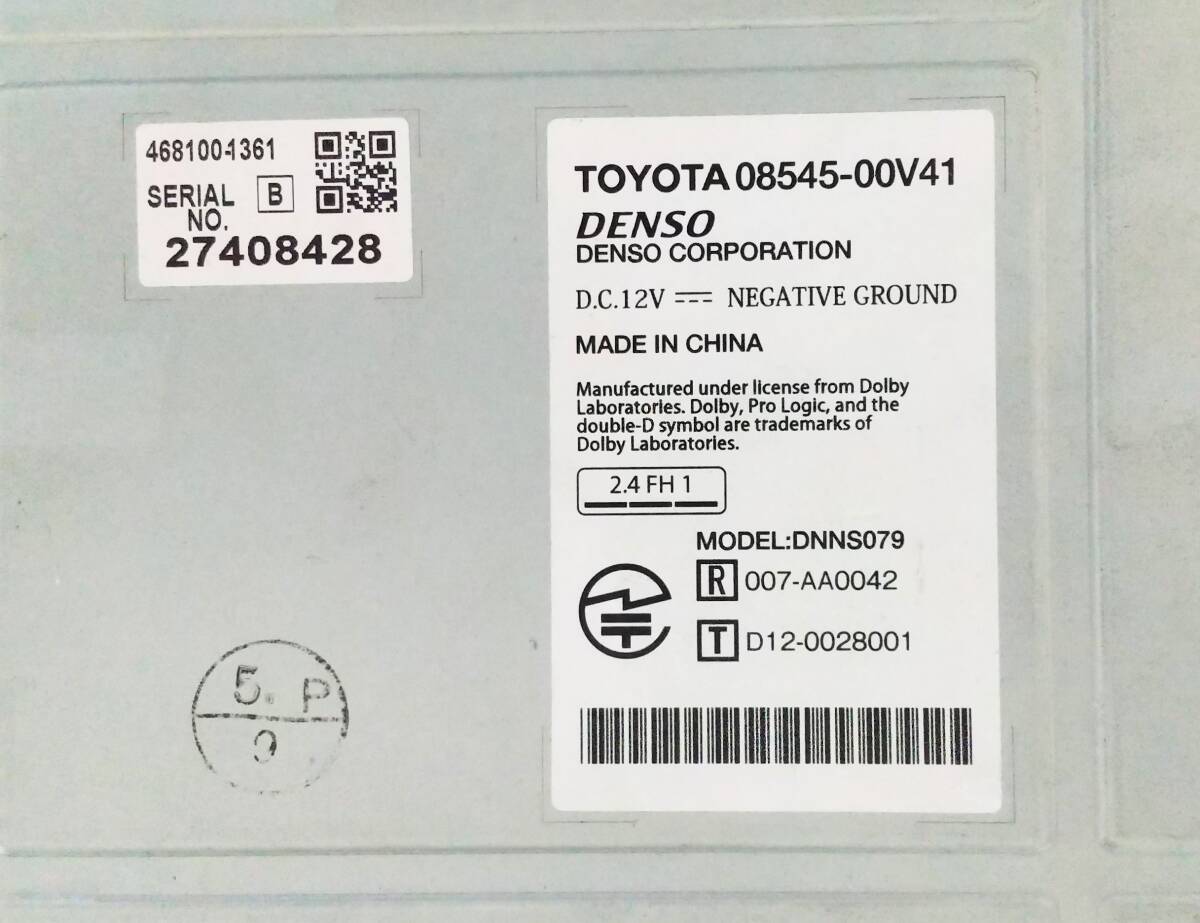 4681004361
SERIAL B
NO.
27408428
TOYOTA 08545-00V41
DENSO
DENSO CORPORATION
D.C.12V NEGATIVE GROUND
MADE IN CHINA
Manufactured under license from Dolby
Laboratories. Dolby, Pro Logic, and the
double-D symbol are trademarks of
Dolby Laboratories.
2.4 FH 1
MODEL:DNNS079
R 007-AA0042
T D12-0028001
5. P